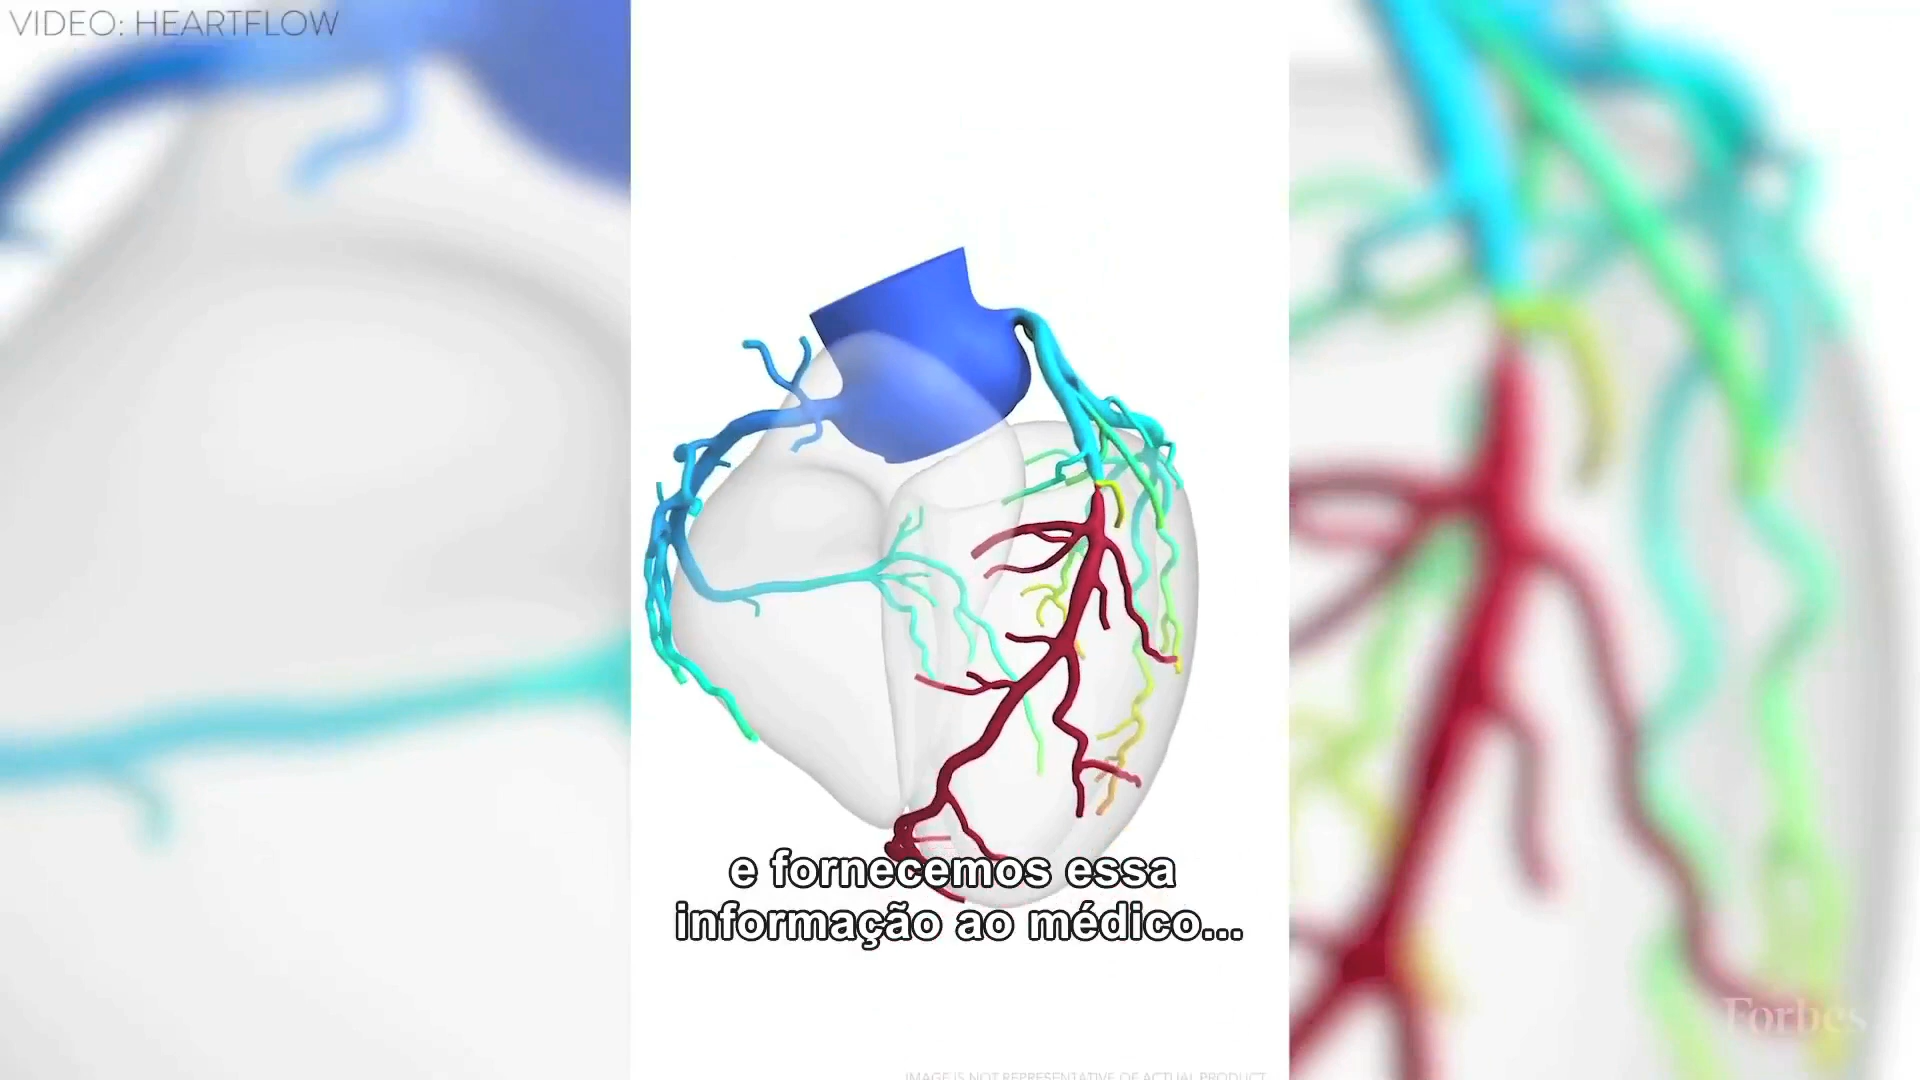 VIDEO: HEARTFLOW
e fornecemos essa
informação ao médico...
Forbes
IMAGE IS NOT REPRESENTATIVE OF ACTUAL PRODUCT